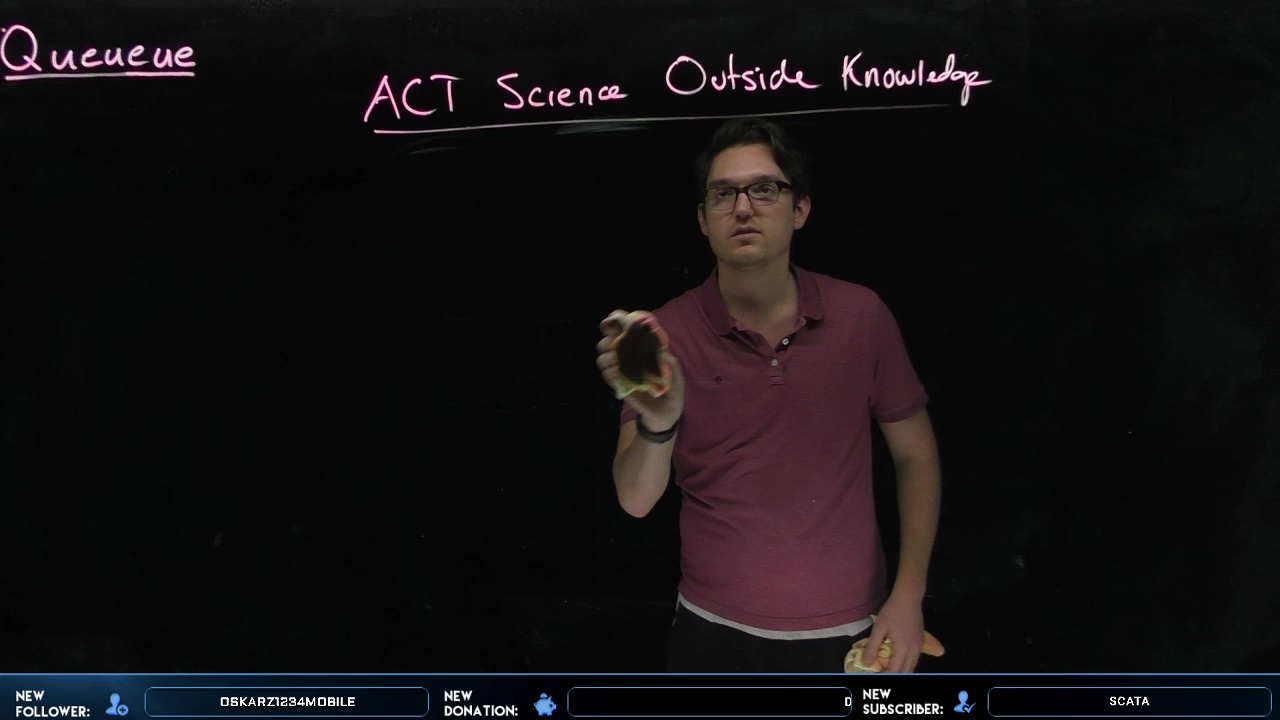 Queueue
ACT Science Outside Knowledge
NEW FOLLOWER:
OSKARZ1234MOBILE
NEW DONATION:
D
NEW SUBSCRIBER:
SCATA